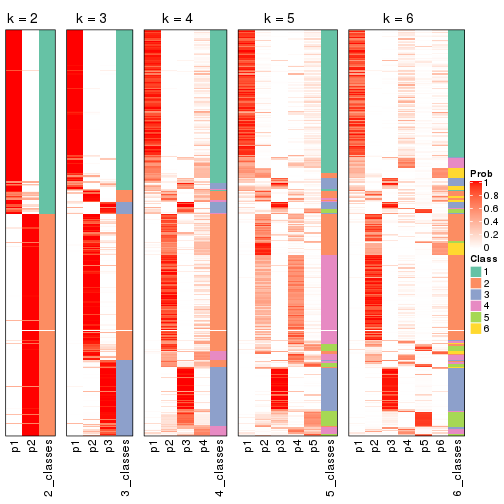 k = 2
k = 3
k = 4
k = 5
k = 6
p1
p2
2_classes
p1
p2
p3
3_classes
p1
p2
p3
p4
4_classes
p1
p2
p3
p4
p5
5_classes
p1
p2
p3
p4
p5
p6
6_classes
Prob
1
0.8
0.6
0.4
0.2
0
Class
1
2
3
4
5
6